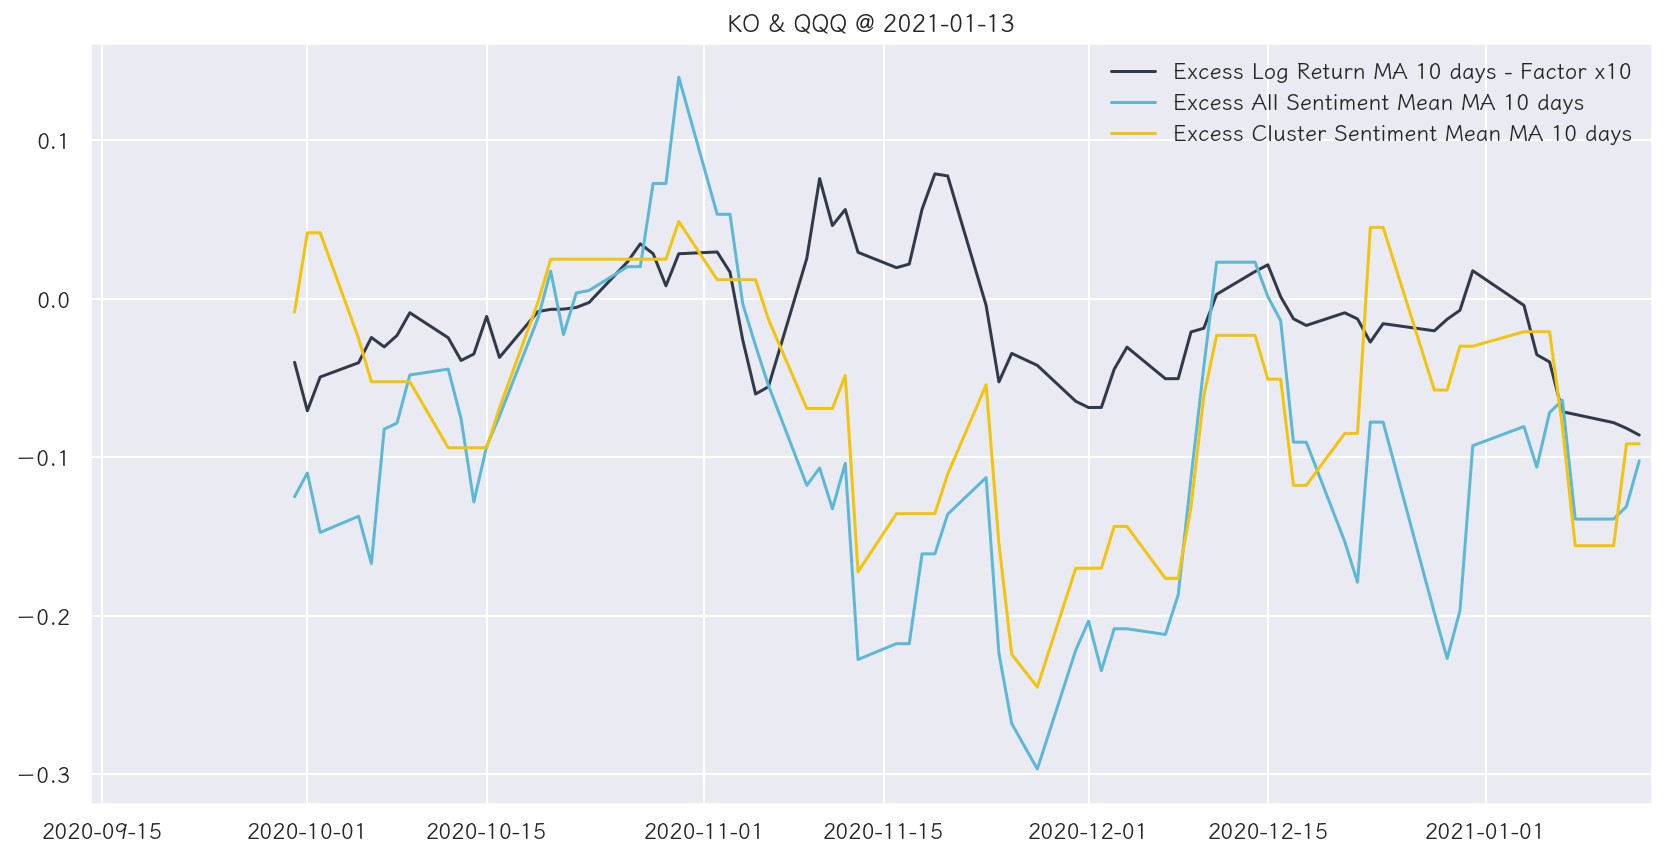 KO & QQQ @ 2021-01-13
Excess Log Return MA 10 days - Factor x10
Excess All Sentiment Mean MA 10 days
Excess Cluster Sentiment Mean MA 10 days
0.1
0.0
−0.1
−0.2
−0.3
2020-09-15 2020-10-01 2020-10-15 2020-11-01 2020-11-15 2020-12-01 2020-12-15 2021-01-01